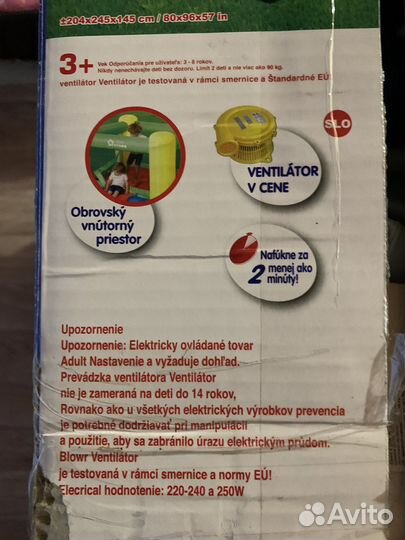 ±204x245x145 cm / 80x96x57 in
3+
Vek Odporúčania pre užívateľa: 3 - 8 rokov.
Nikdy nenechávajte deti bez dozoru. Limit 2 deti a nie viac ako 90 kg.
ventilátor Ventilátor je testovaná v rámci smernice a Štandardné EÚ!
SLO
VENTILÁTOR
V CENE
Obrovský
vnútorný
priestor
Nafúkne za
2 menej ako
minúty!
Upozornenie
Upozornenie: Elektricky ovládané tovar
Adult Nastavenie a vyžaduje dohľad.
Prevádzka ventilátora Ventilátor
nie je zameraná na deti do 14 rokov,
Rovnako ako u všetkých elektrických výrobkov prevencia
je potrebné dodržiavať pri manipulácii
a použitie, aby sa zabránilo úrazu elektrickým prúdom.
Blowr Ventilátor
je testovaná v rámci smernice a normy EÚ!
Elecrical hodnotenie: 220-240 a 250W
Avito